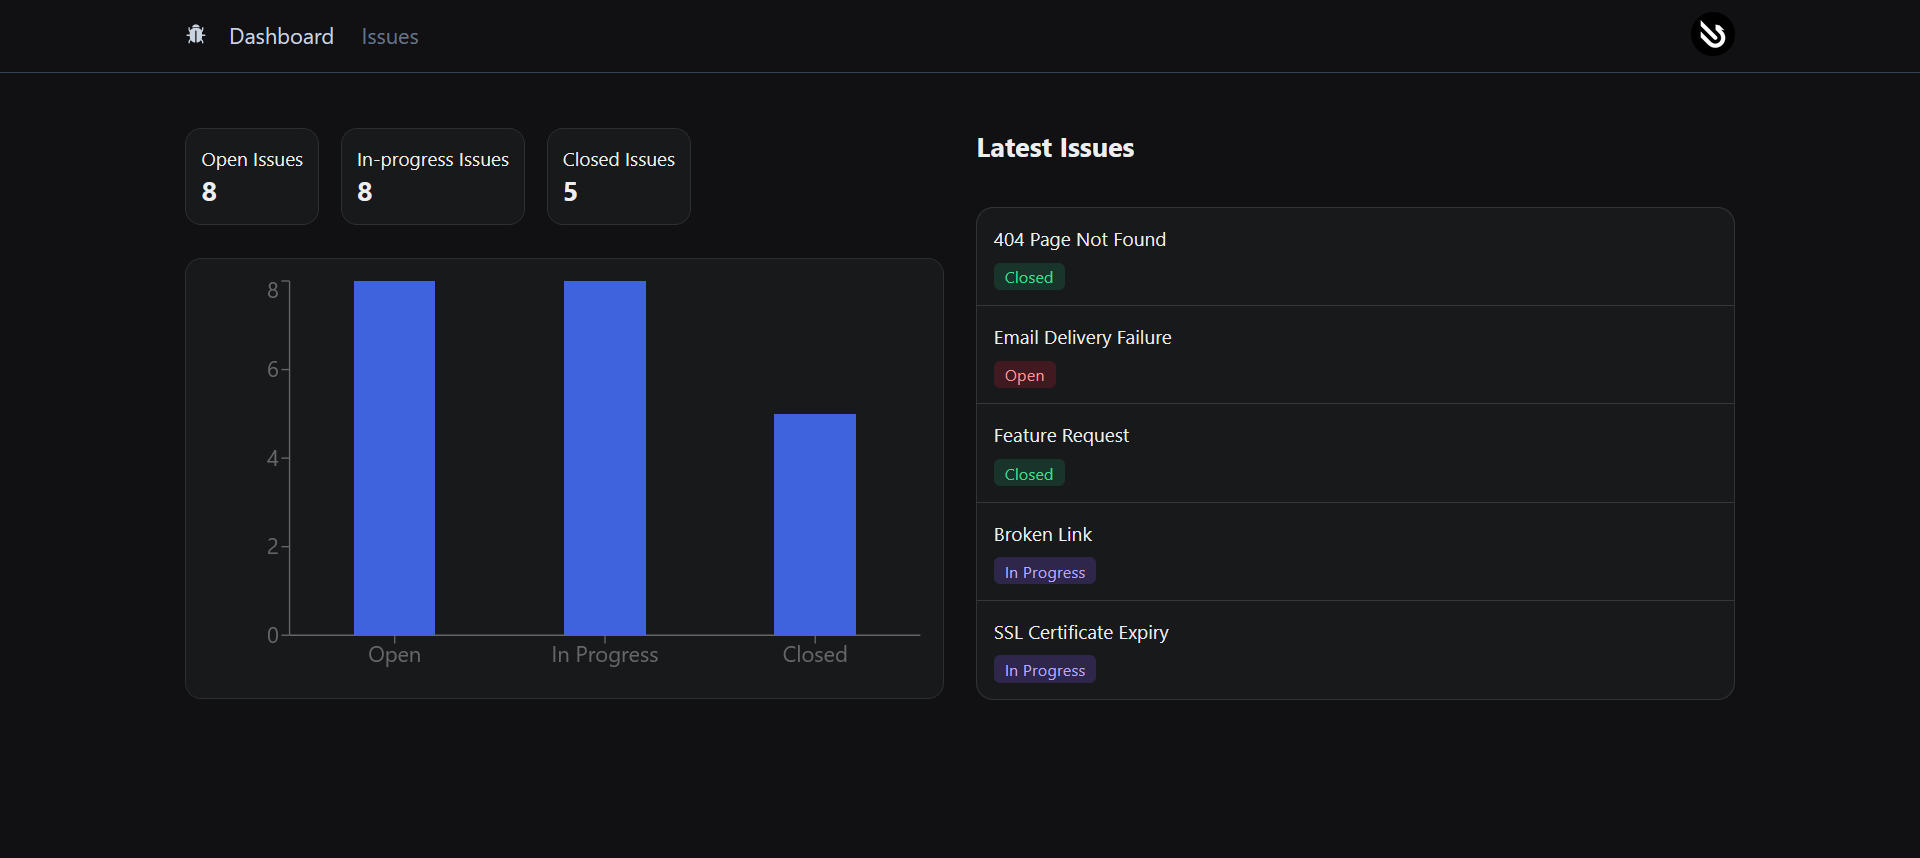 Dashboard Issues
Open Issues
8
In-progress Issues
8
Closed Issues
5
8
6
4
2
0
Open In Progress Closed
Latest Issues
404 Page Not Found
Closed
Email Delivery Failure
Open
Feature Request
Closed
Broken Link
In Progress
SSL Certificate Expiry
In Progress